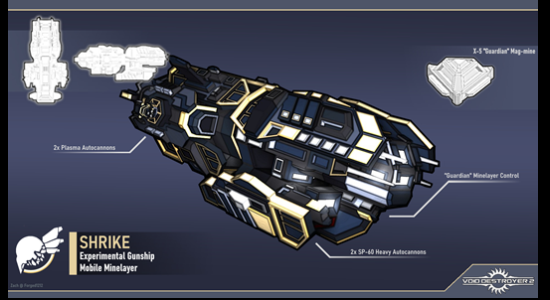 X-5 "Guardian" Mag-mine
2x Plasma Autocannons
"Guardian" Minelayer Control
2x SP-60 Heavy Autocannons
SHRIKE
Experimental Gunship
Mobile Minelayer
VOID DESTROYER 2